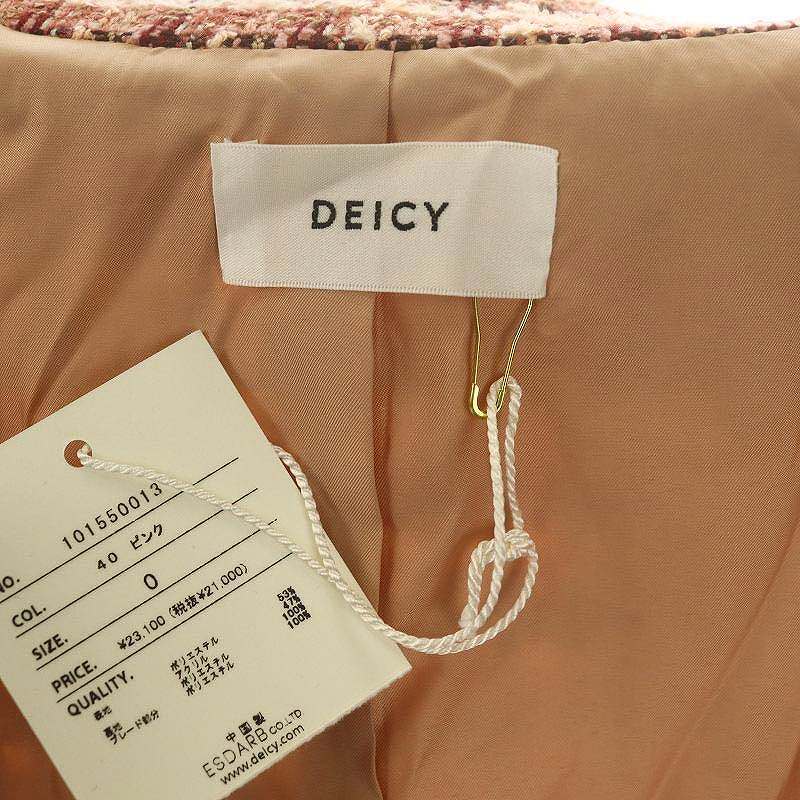 DEICY
NO. 101550013
COL. 40 ピンク
SIZE. 0
PRICE. ¥23,100 (税抜¥21,000)
QUALITY.
表地 ポリエステル 53%
アクリル 47%
裏地 ポリエステル 100%
ブレード部分 ポリエステル 100%
中国製
ESDARB CO.,LTD
www.deicy.com